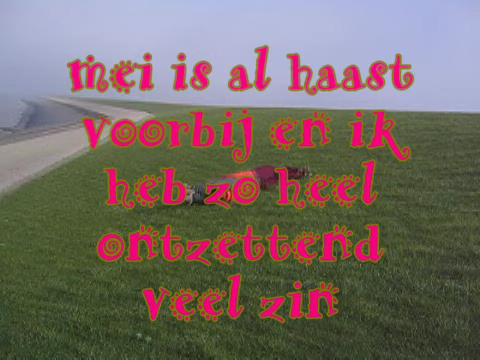 mei is al haast
voorbij en ik
heb zo heel
ontzettend
veel zin